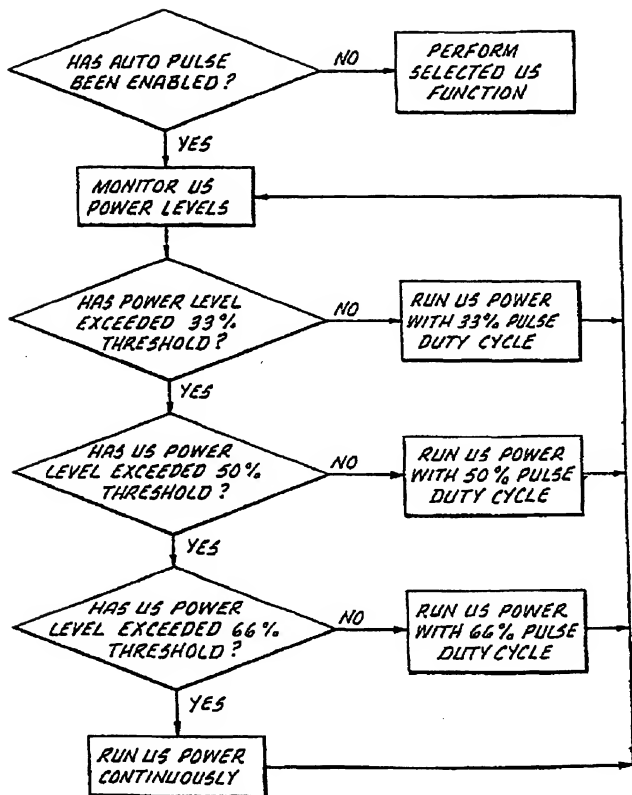 HAS AUTO PULSE
BEEN ENABLED?
NO
PERFORM
SELECTED US
FUNCTION
YES
MONITOR US
POWER LEVELS
HAS POWER LEVEL
EXCEEDED 33%
THRESHOLD?
NO
RUN US POWER
WITH 33% PULSE
DUTY CYCLE
YES
HAS US POWER
LEVEL EXCEEDED 50%
THRESHOLD?
NO
RUN US POWER
WITH 50% PULSE
DUTY CYCLE
YES
HAS US POWER
LEVEL EXCEEDED 66%
THRESHOLD?
NO
RUN US POWER
WITH 66% PULSE
DUTY CYCLE
YES
RUN US POWER
CONTINUOUSLY